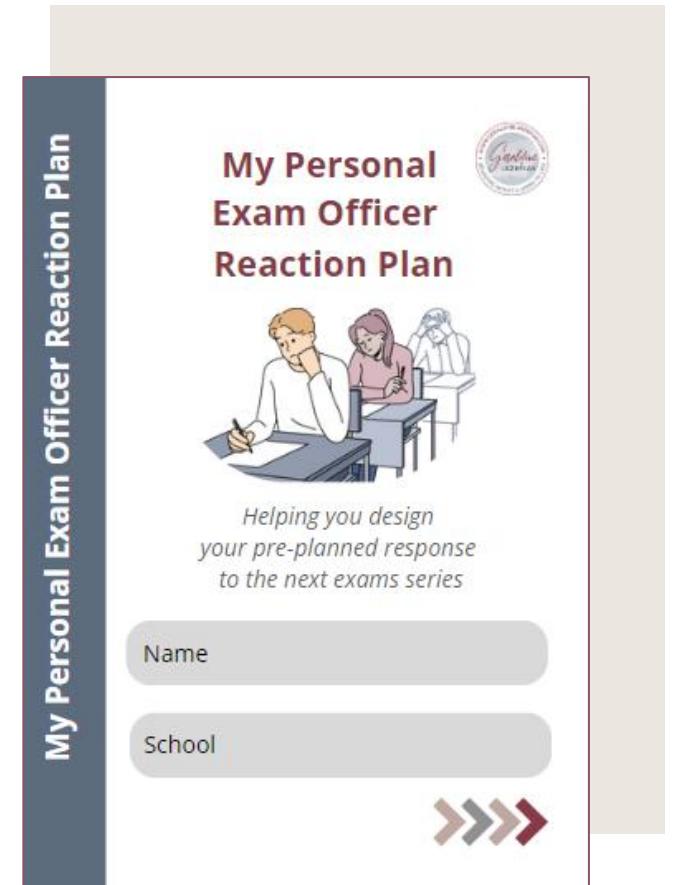 My Personal Exam Officer Reaction Plan
My Personal
Exam Officer
Reaction Plan
Helping you design
your pre-planned response
to the next exams series
Name
School